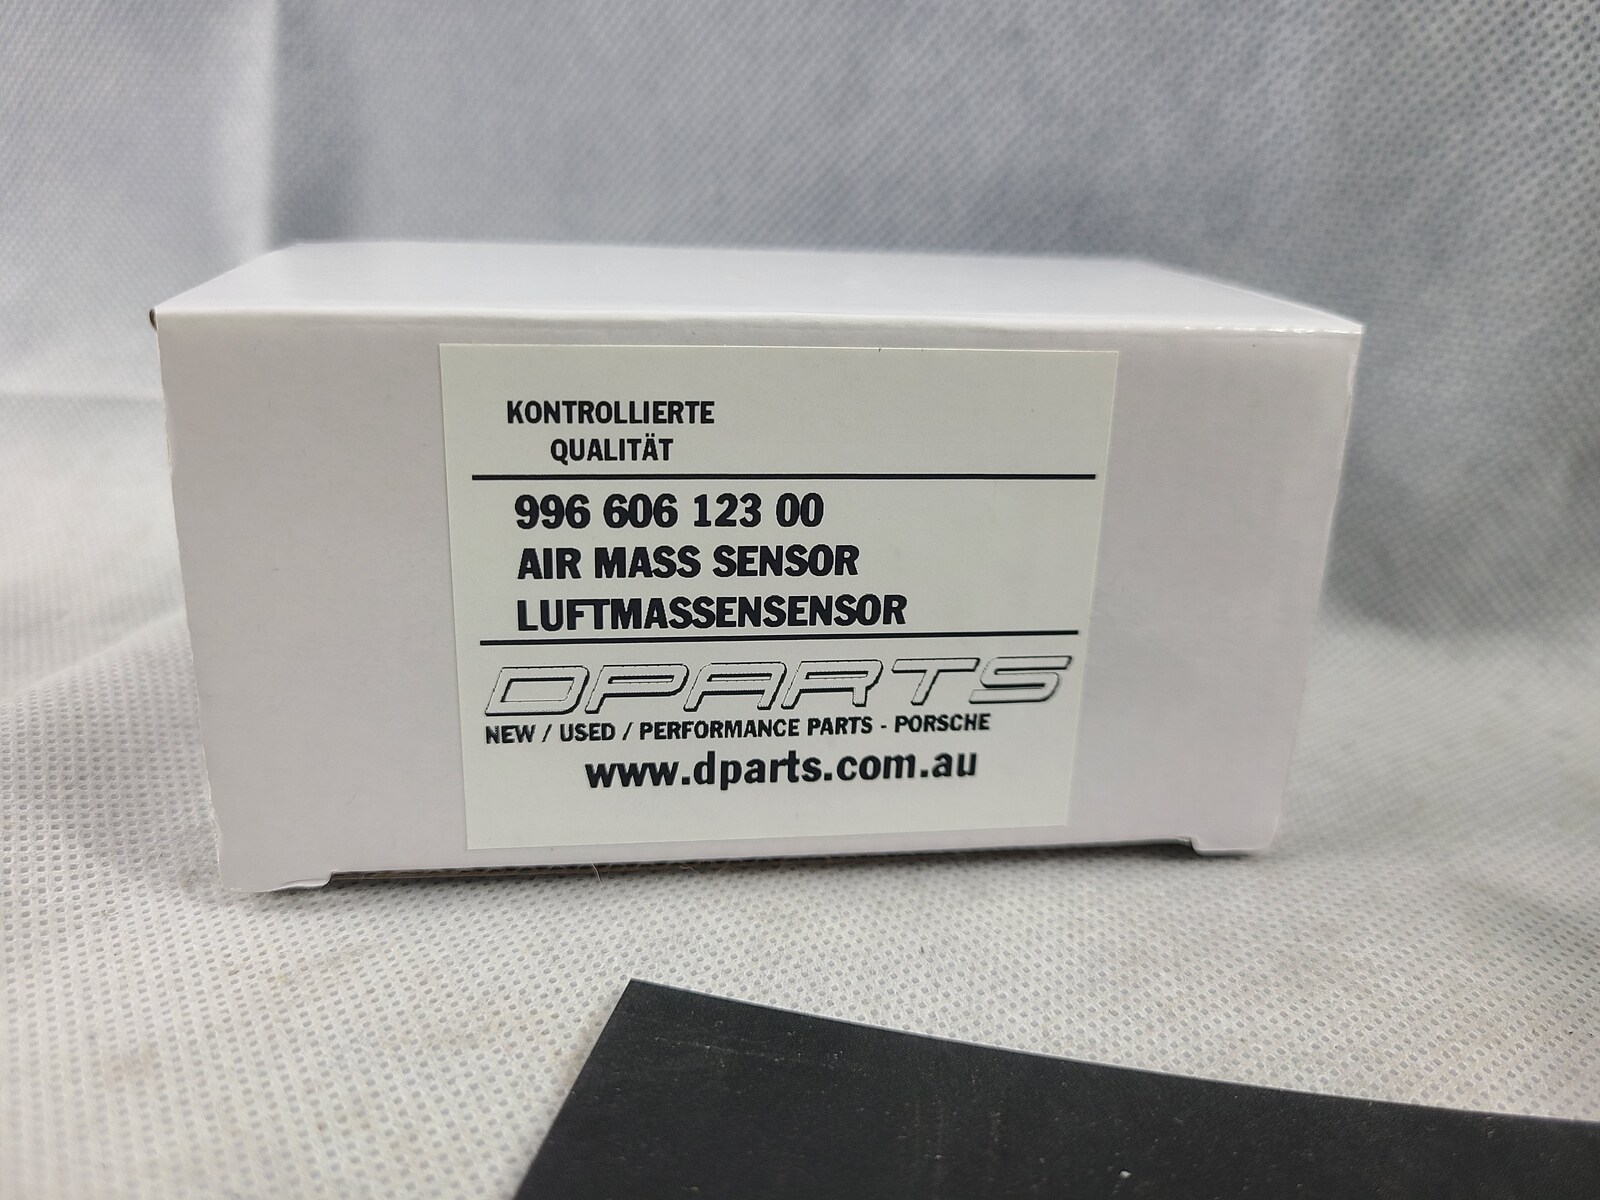 KONTROLLIERTE
QUALITÄT
996 606 123 00
AIR MASS SENSOR
LUFTMASSENSENSOR
DPARTS
NEW / USED / PERFORMANCE PARTS - PORSCHE
www.dparts.com.au